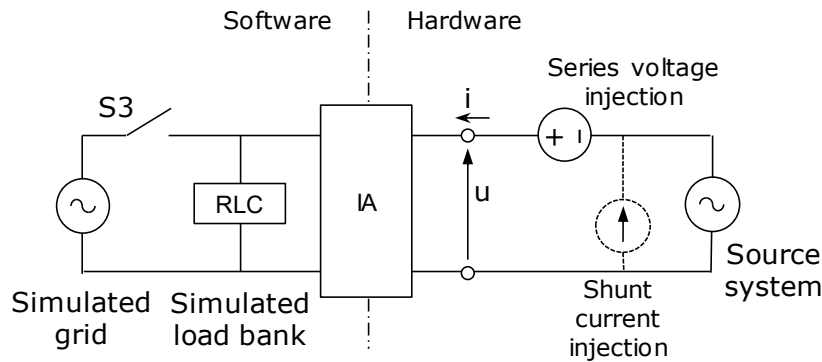 Software
Hardware
S3
i
Series voltage
injection
+ -
RLC
IA
u
Simulated
grid
Simulated
load bank
Shunt
current
injection
Source
system